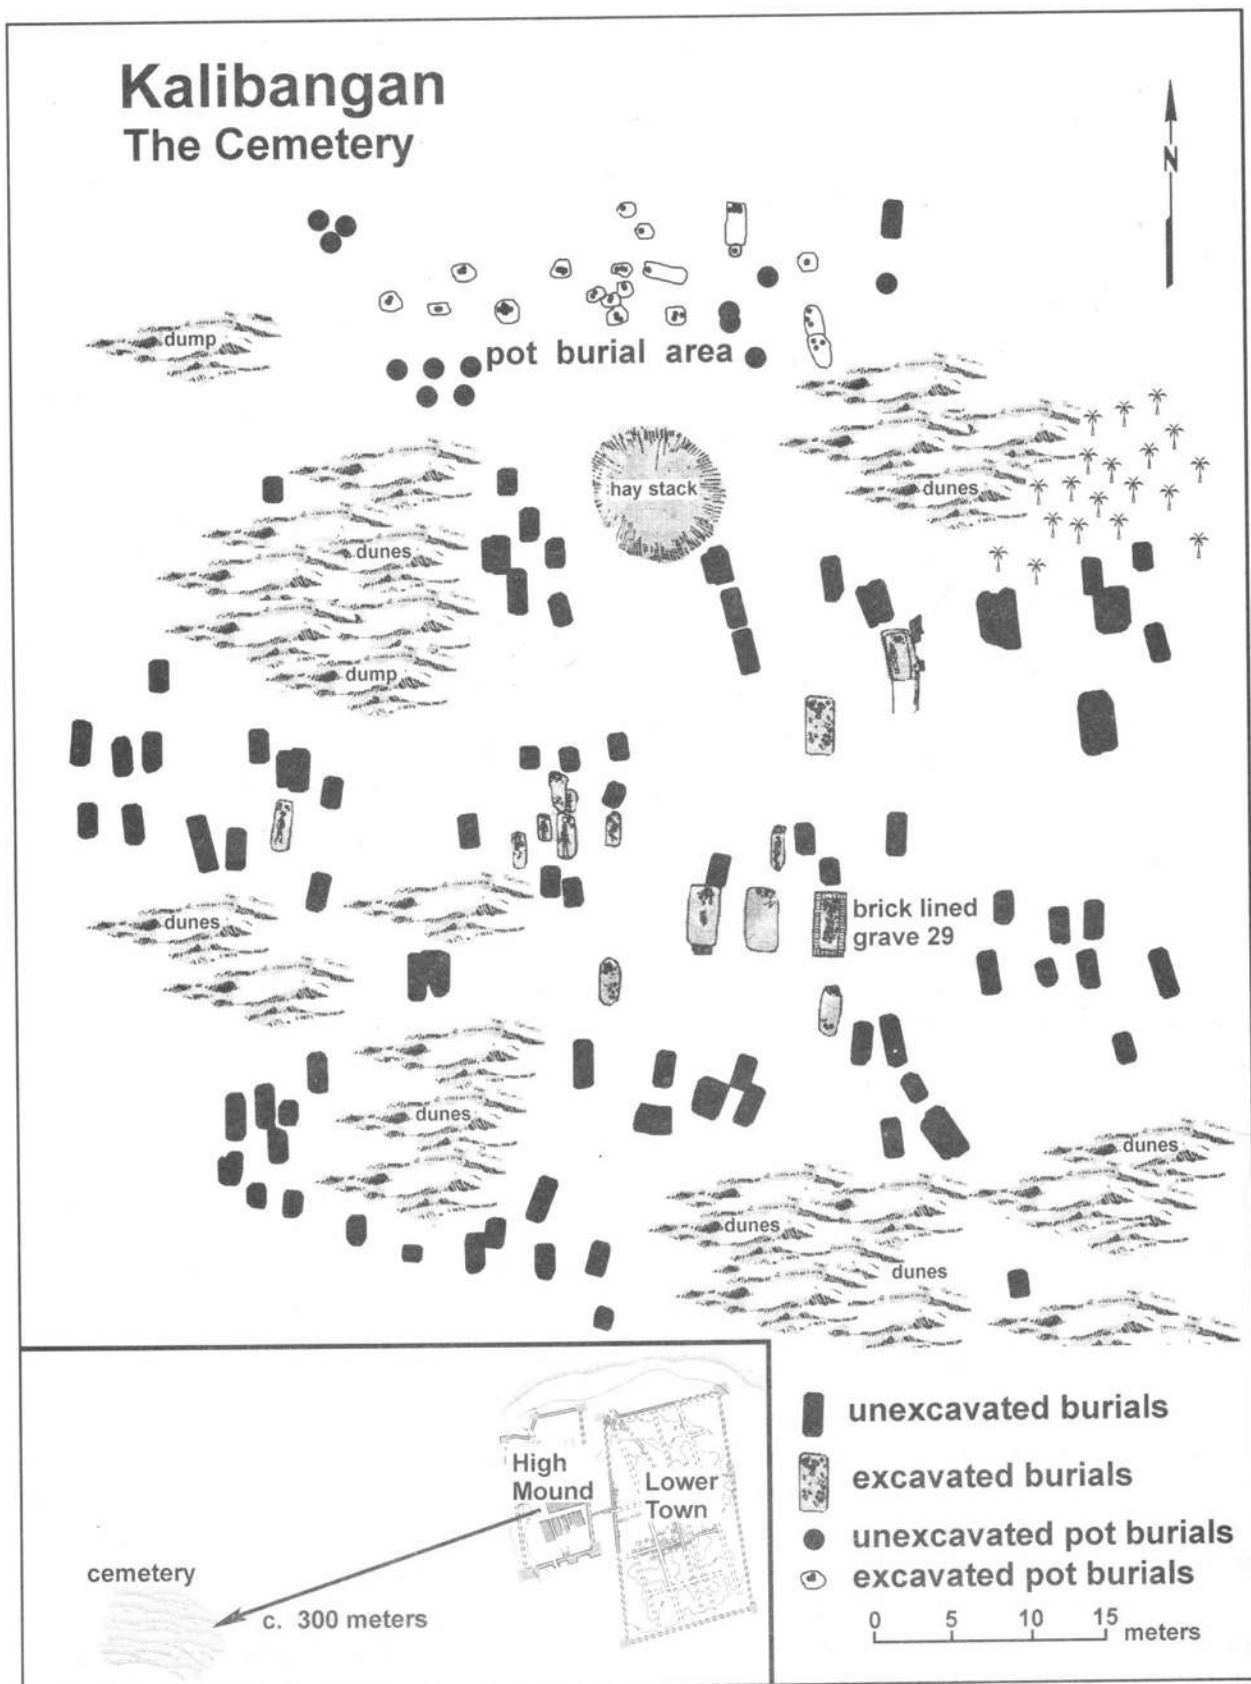 Kalibangan
The Cemetery
N
dump
pot burial area
hay stack
dunes
dunes
dump
brick lined
grave 29
dunes
dunes
dunes
dunes
dunes
High
Mound
Lower
Town
cemetery
c. 300 meters
unexcavated burials
excavated burials
unexcavated pot burials
excavated pot burials
0 5 10 15
meters